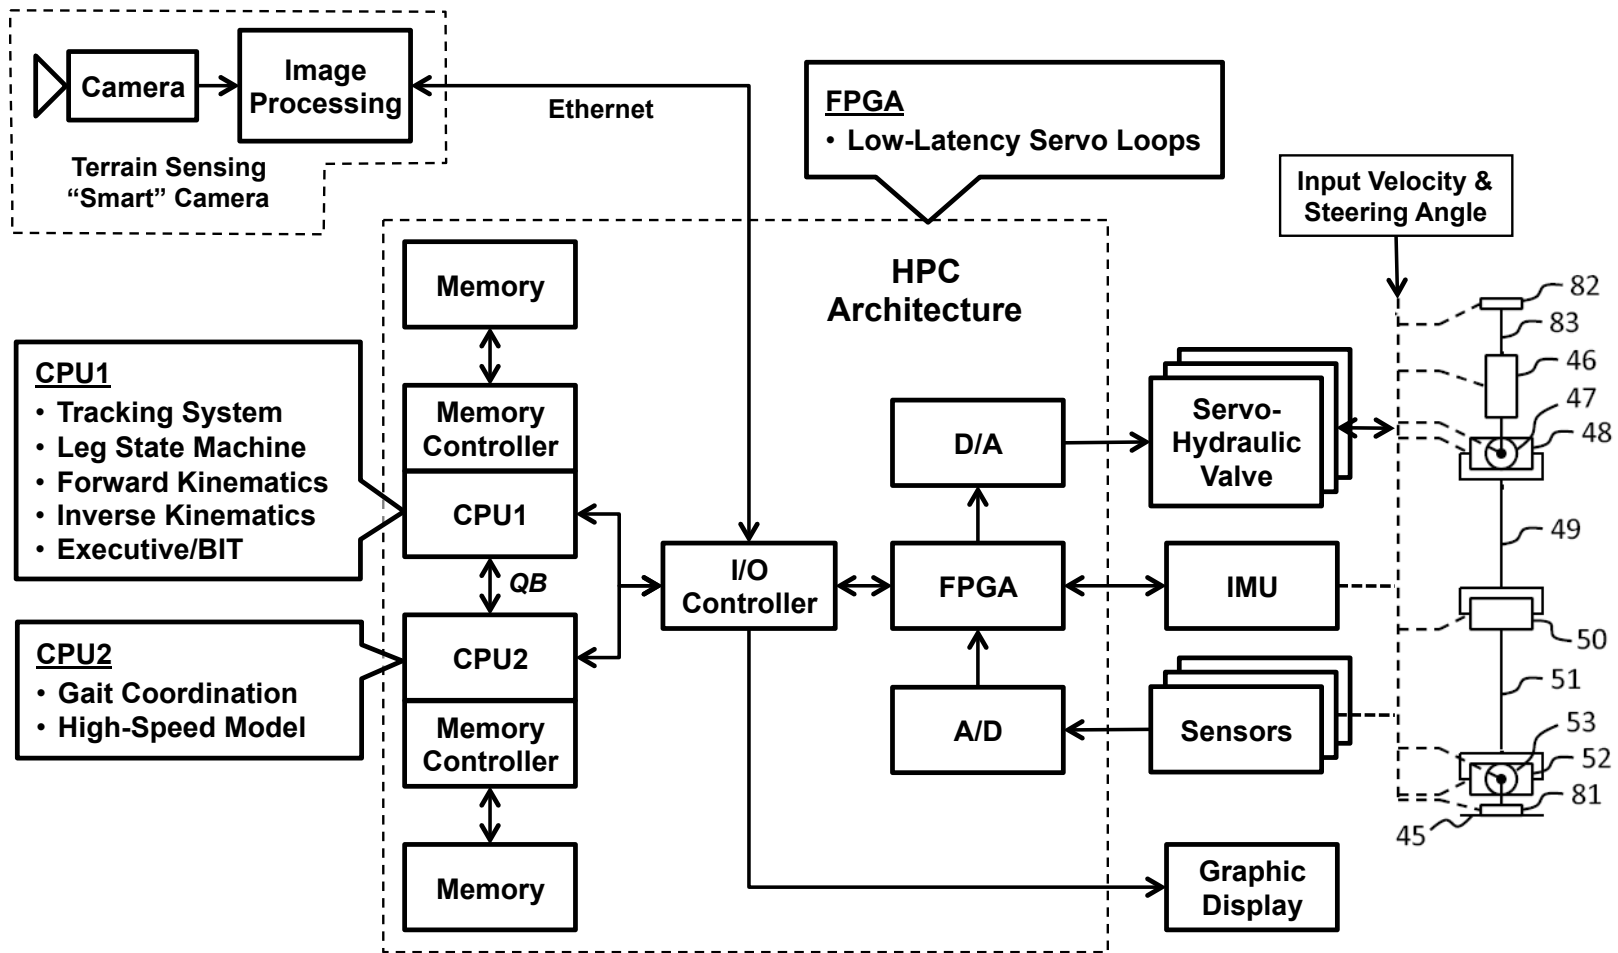 Camera
Image
Processing
Ethernet
Terrain Sensing
“Smart” Camera
FPGA
• Low-Latency Servo Loops
Input Velocity &
Steering Angle
HPC
Architecture
Memory
Memory
Controller
CPU1
QB
CPU2
Memory
Controller
Memory
CPU1
• Tracking System
• Leg State Machine
• Forward Kinematics
• Inverse Kinematics
• Executive/BIT
CPU2
• Gait Coordination
• High-Speed Model
I/O
Controller
D/A
FPGA
A/D
Servo-
Hydraulic
Valve
IMU
Sensors
Graphic
Display
82
83
46
47
48
49
50
51
53
52
81
45